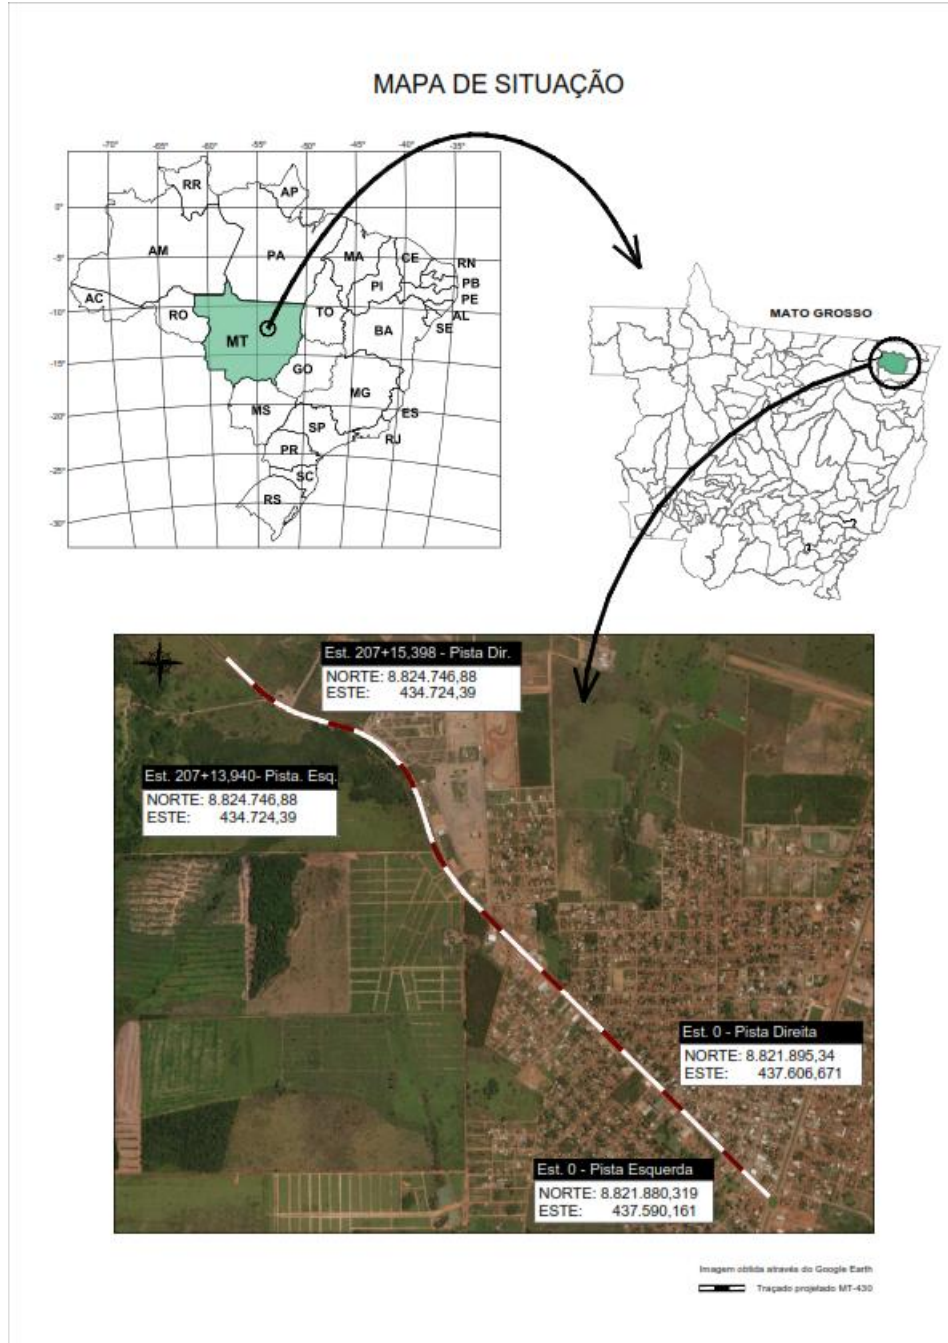 MAPA DE SITUAÇÃO
-70° -65° -60° -55° -50° -45° -40° -35°
RR
AP
0°
AM
PA
MA
CE
RN
-5°
PI
PB
AC
PE
RO
TO
AL
-10°
BA
SE
MT
-15°
GO
MG
MS
ES
-20°
SP
RJ
PR
-25°
SC
RS
-30°
MATO GROSSO
Est. 207+15,398 - Pista Dir.
NORTE: 8.824.746,88
ESTE: 434.724,39
Est. 207+13,940- Pista. Esq.
NORTE: 8.824.746,88
ESTE: 434.724,39
Est. 0 - Pista Direita
NORTE: 8.821.895,34
ESTE: 437.606,671
Est. 0 - Pista Esquerda
NORTE: 8.821.880,319
ESTE: 437.590,161
Imagem obtida através do Google Earth
Traçado projetado MT-430